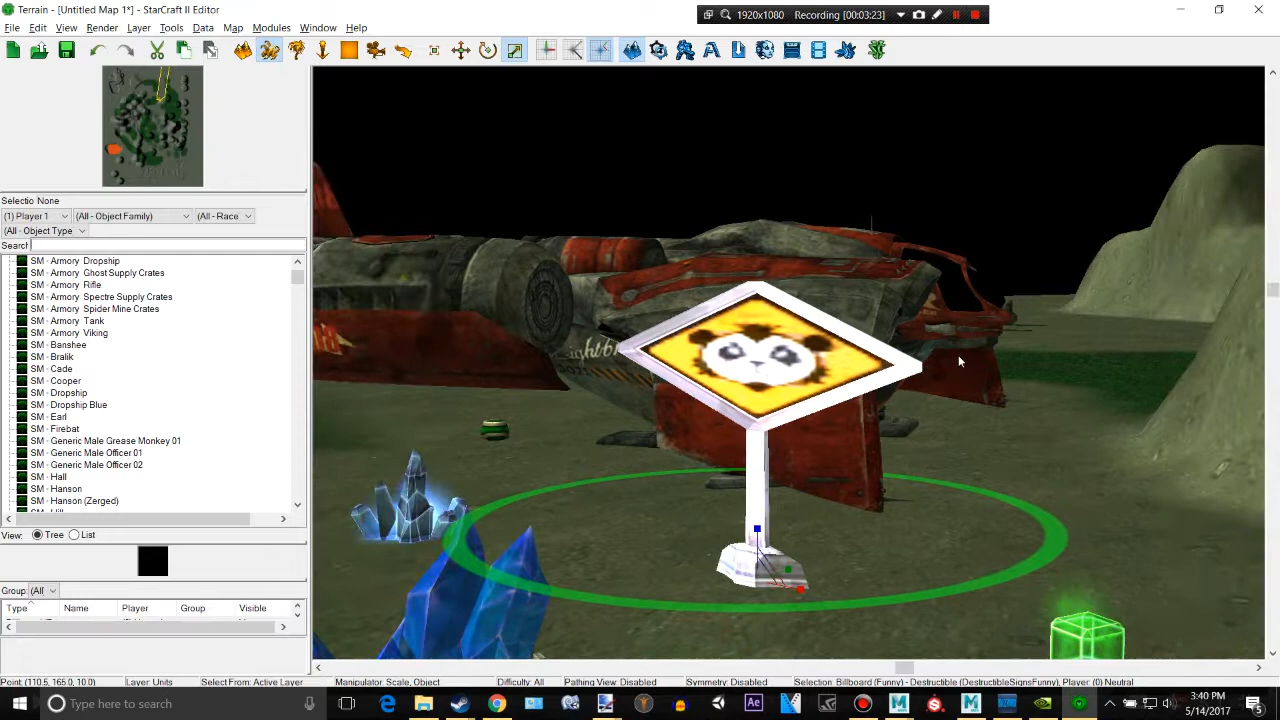 Terrain - [Untitled Map 1*] - StarCraft II Editor
1920x1080 Recording [00:03:23]
File Edit View Render Layer Tools Data Map Modules Window Help
Selectio None
(1) Player 1 (All - Object Family) (All - Race
(All - Object Type
Search
SM - Armory Dropship
SM - Armory Ghost Supply Crates
SM - Armory Rifle
SM - Armory Spectre Supply Crates
SM - Armory Spider Mine Crates
SM - Armory Tank
SM - Armory Viking
SM - Banshee
SM - Bralik
SM - Cole
SM - Cooper
SM - Dropship
SM - Dropship Blue
SM - Earl
SM - Firebat
SM - Generic Male Grease Monkey 01
SM - Generic Male Officer 01
SM - Generic Male Officer 02
SM - Hall
SM - Hanson
SM - Hanson (Zerged)
View: Tree List
Group: (All
Type Name Player Group Visible
Point: (110.5, 165.0, 10.0) Layer: Units Select From: Active Layer Manipulator: Scale, Object, Difficulty: All Pathing View: Disabled Symmetry: Disabled Selection: Billboard (Funny) - Destructible (DestructibleSignsFunny), Player: (0) Neutral
Type here to search
Ae
3:40 PM
5/14/2017
5